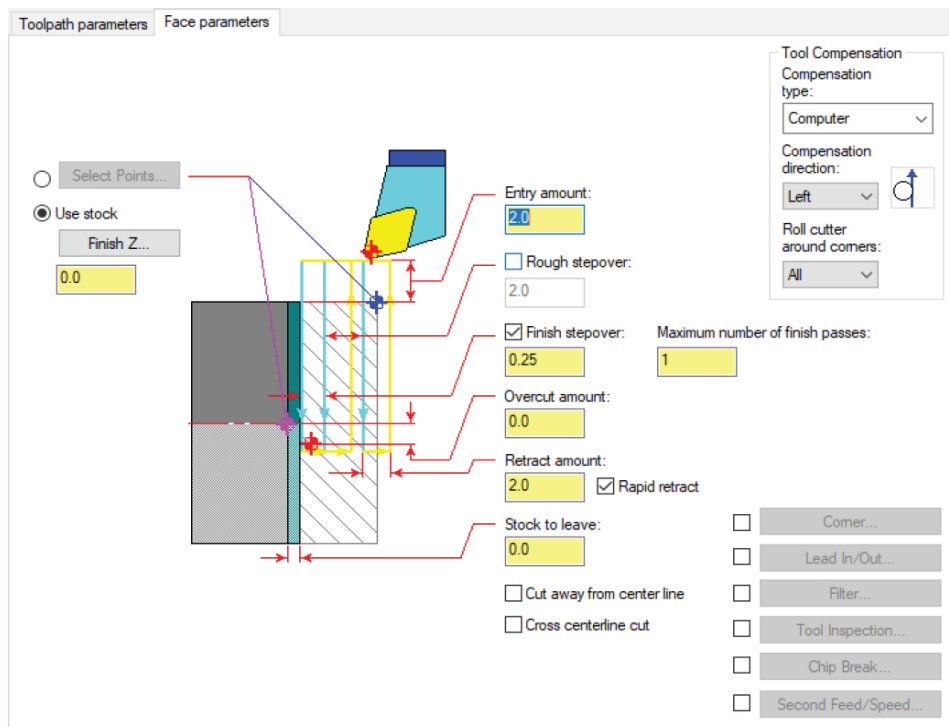 Toolpath parameters
Face parameters
Tool Compensation
Compensation
type:
Computer
Compensation
direction:
Left
Roll cutter
around corners:
All
Select Points...
Use stock
Finish Z...
0.0
Entry amount:
2.0
Rough stepover:
2.0
Finish stepover:
0.25
Maximum number of finish passes:
1
Overcut amount:
0.0
Retract amount:
2.0
Rapid retract
Stock to leave:
0.0
Cut away from center line
Cross centerline cut
Corner...
Lead In/Out...
Filter...
Tool Inspection...
Chip Break...
Second Feed/Speed...